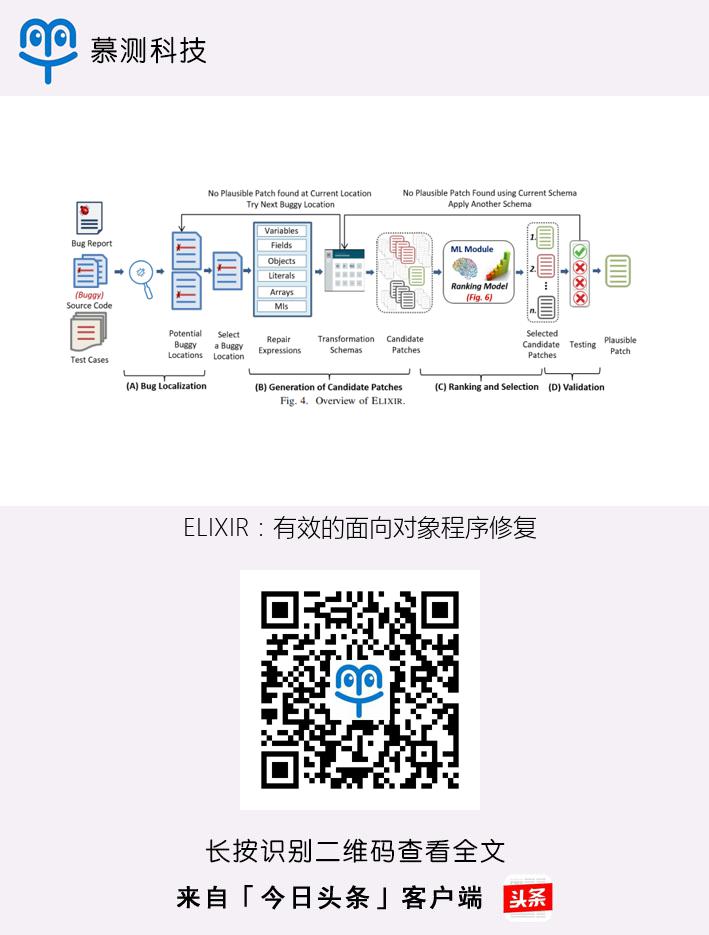 慕测科技
No Plausible Patch found at Current Location
Try Next Buggy Location
No Plausible Patch Found using Current Schema
Apply Another Schema
Bug Report
(Buggy)
Source Code
Test Cases
Variables
Fields
Objects
Literals
Arrays
MIs
ML Module
Ranking Model
(Fig. 6)
1.
2.
n.
Potential
Buggy
Locations
Select
a Buggy
Location
Repair
Expressions
Transformation
Schemas
Candidate
Patches
Selected
Candidate
Patches
Testing
Plausible
Patch
(A) Bug Localization
(B) Generation of Candidate Patches
(C) Ranking and Selection
(D) Validation
Fig. 4. Overview of ELIXIR.
ELIXIR：有效的面向对象程序修复
长按识别二维码查看全文
来自「今日头条」客户端
头条